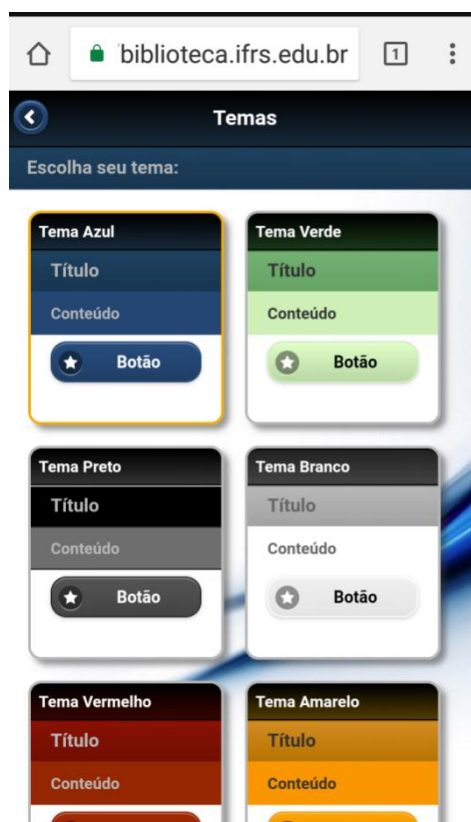 biblioteca.ifrs.edu.br
1
Temas
Escolha seu tema:
Tema Azul
Título
Conteúdo
Botão
Tema Verde
Título
Conteúdo
Botão
Tema Preto
Título
Conteúdo
Botão
Tema Branco
Título
Conteúdo
Botão
Tema Vermelho
Título
Conteúdo
Tema Amarelo
Título
Conteúdo